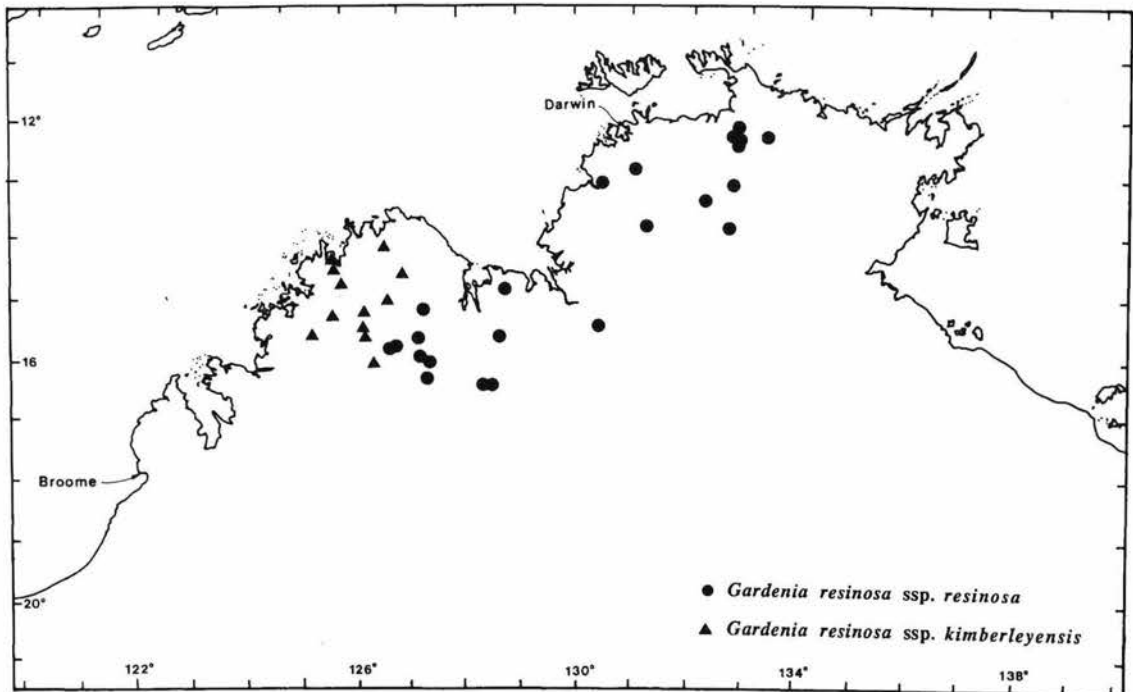 Darwin
12°
16
Broome
20°
● Gardenia resinosa ssp. resinosa
▲ Gardenia resinosa ssp. kimberleyensis
122° 126° 130° 134° 138°